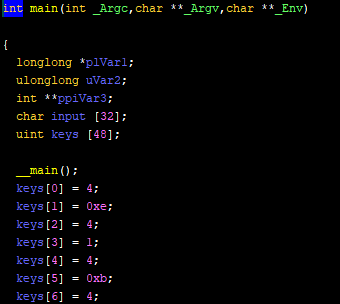 int main(int _Argc,char **_Argv,char **_Env)
{
longlong *plVar1;
ulonglong uVar2;
int **ppiVar3;
char input [32];
uint keys [48];
__main();
keys[0] = 4;
keys[1] = 0xe;
keys[2] = 4;
keys[3] = 1;
keys[4] = 4;
keys[5] = 0xb;
keys[6] = 4;